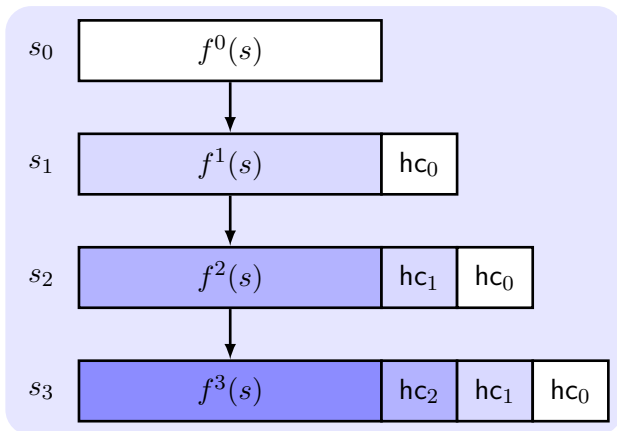 s₀ f⁰(s)
s₁ f¹(s) hc₀
s₂ f²(s) hc₁ hc₀
s₃ f³(s) hc₂ hc₁ hc₀